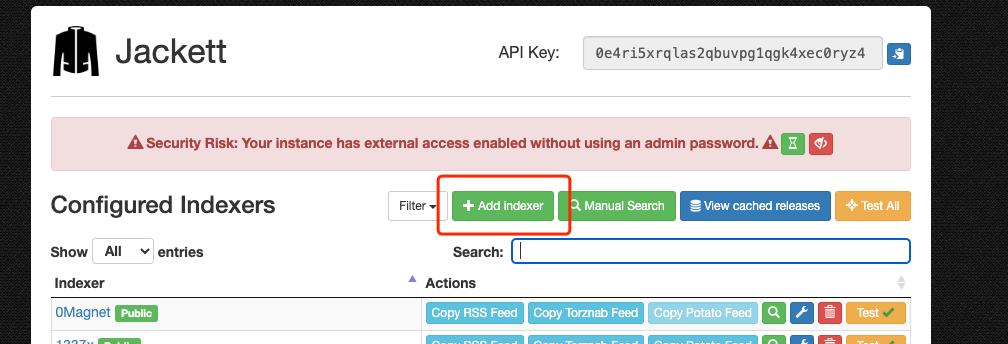 Jackett
API Key: 0e4ri5xrqlas2qbuvpg1qgk4xec0ryz4
Security Risk: Your instance has external access enabled without using an admin password.
Configured Indexers Filter Add indexer Manual Search View cached releases Test All
Show All entries Search:
Indexer Actions
0Magnet Public Copy RSS Feed Copy Torznab Feed Copy Potato Feed Test
1337x Public Copy RSS Feed Copy Torznab Feed Copy Potato Feed Test